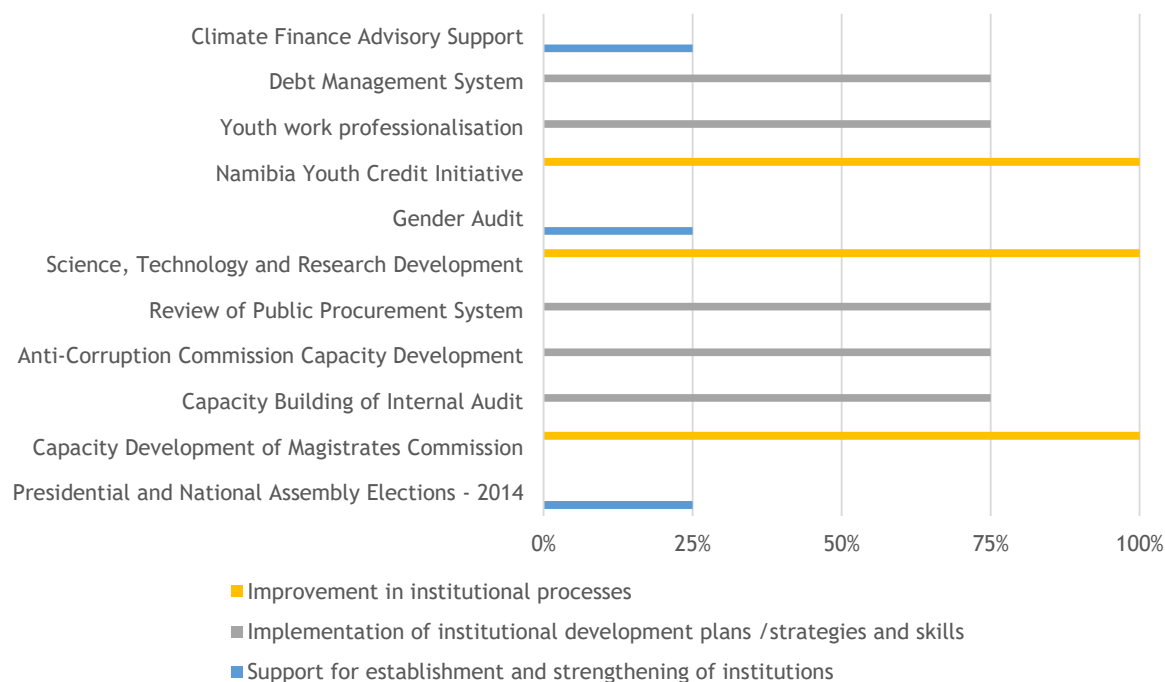 Climate Finance Advisory Support
Debt Management System
Youth work professionalisation
Namibia Youth Credit Initiative
Gender Audit
Science, Technology and Research Development
Review of Public Procurement System
Anti-Corruption Commission Capacity Development
Capacity Building of Internal Audit
Capacity Development of Magistrates Commission
Presidential and National Assembly Elections - 2014
0% 25% 50% 75% 100%
Improvement in institutional processes
Implementation of institutional development plans /strategies and skills
Support for establishment and strengthening of institutions